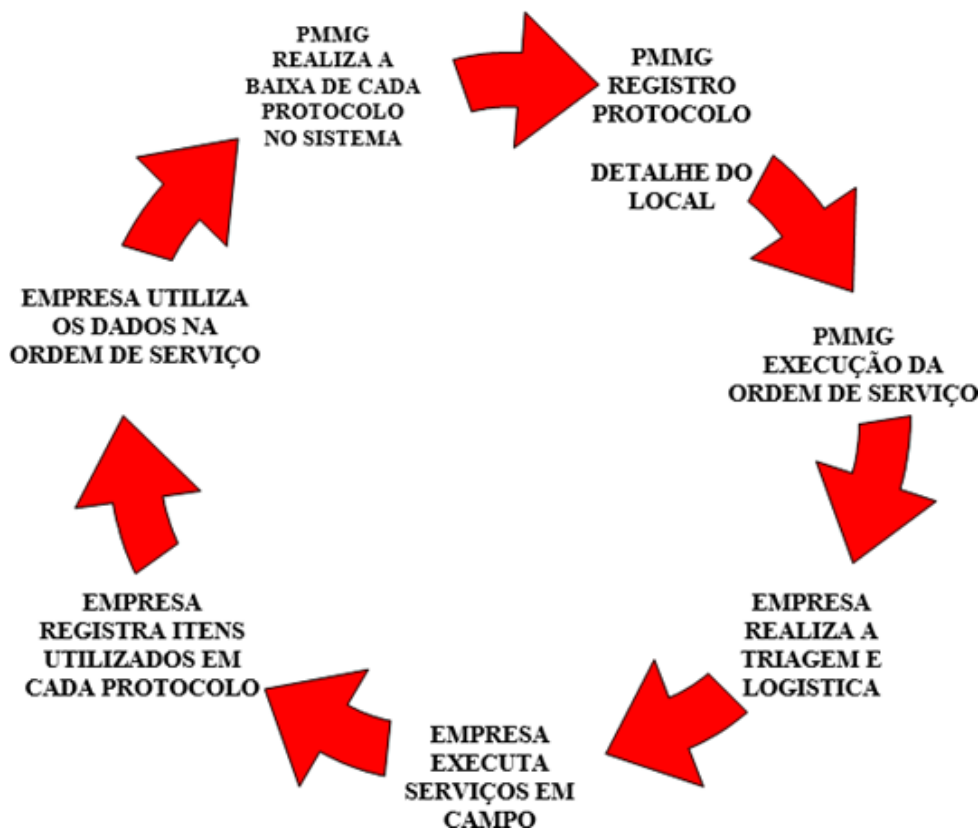 PMMG
REALIZA A
BAIXA DE CADA
PROTOCOLO
NO SISTEMA
PMMG
REGISTRO
PROTOCOLO
DETALHE DO
LOCAL
PMMG
EXECUÇÃO DA
ORDEM DE SERVIÇO
EMPRESA
REALIZA A
TRIAGEM E
LOGISTICA
EMPRESA
EXECUTA
SERVIÇOS EM
CAMPO
EMPRESA
REGISTRA ITENS
UTILIZADOS EM
CADA PROTOCOLO
EMPRESA UTILIZA
OS DADOS NA
ORDEM DE SERVIÇO